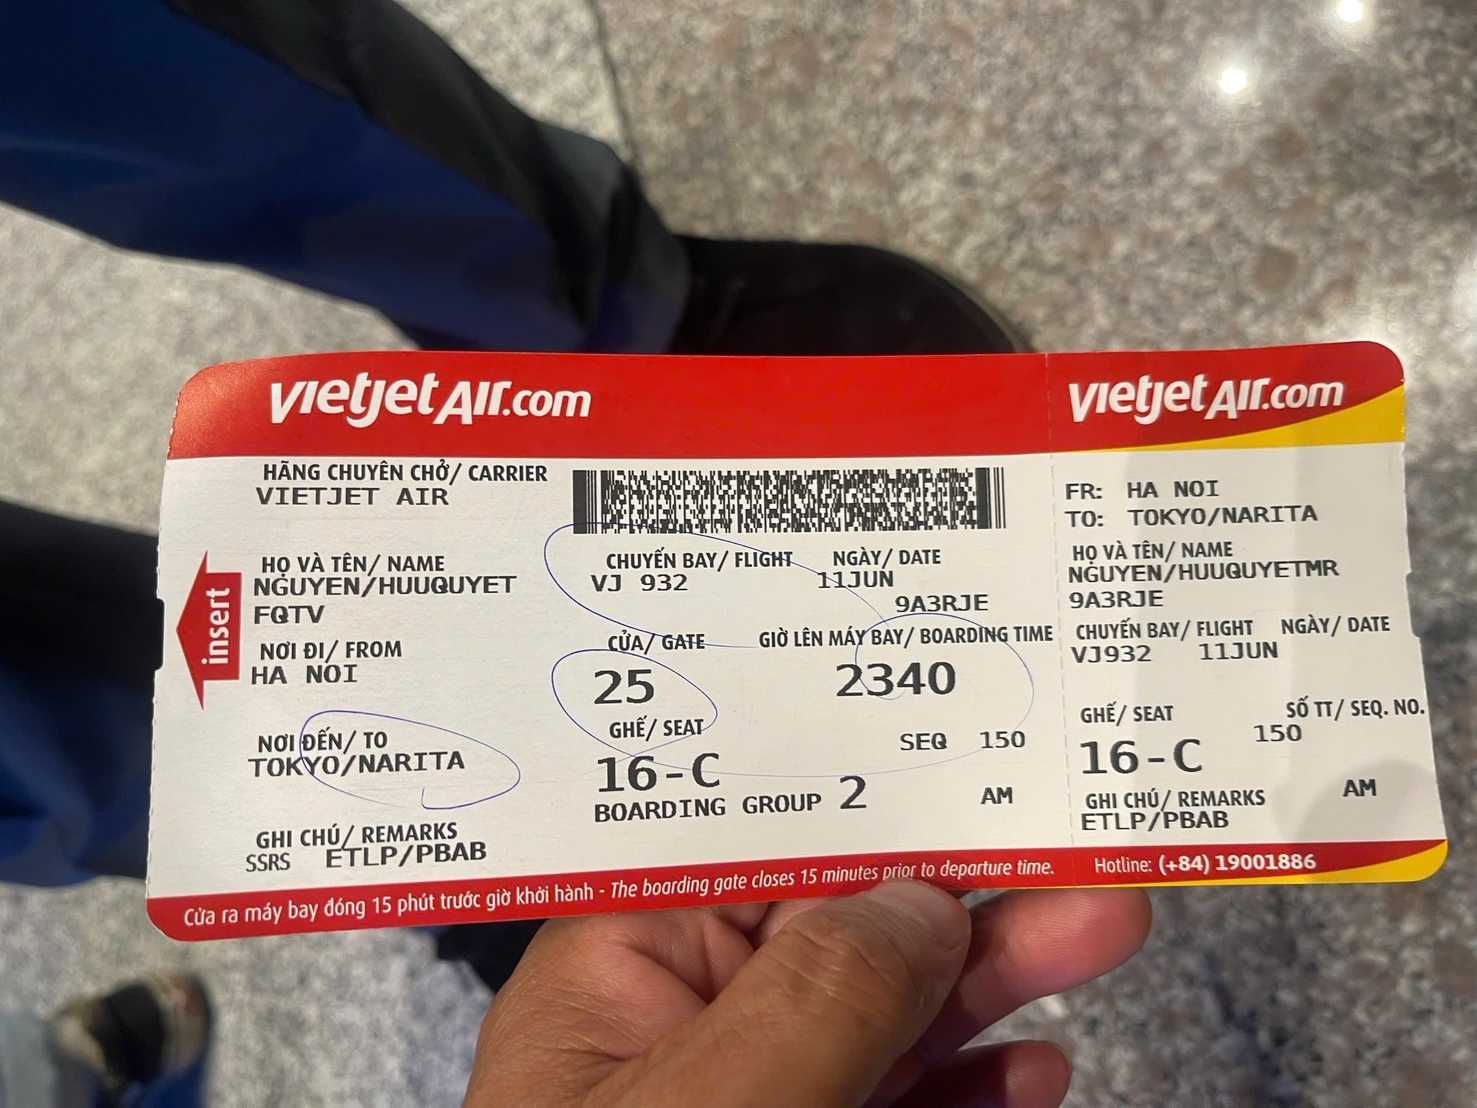 vietjet Air.com
HÃNG CHUYÊN CHỞ/ CARRIER
VIETJET AIR
HỌ VÀ TÊN/ NAME
NGUYEN/HUUQUYET
FQTV
NƠI ĐI/ FROM
HA NOI
NƠI ĐẾN/ TO
TOKYO/NARITA
GHI CHÚ/ REMARKS
SSRS ETLP/PBAB
insert
CHUYẾN BAY/ FLIGHT NGÀY/ DATE
VJ 932 11JUN
9A3RJE
CỬA/ GATE GIỜ LÊN MÁY BAY/ BOARDING TIME
25 2340
GHẾ/ SEAT
SEQ 150
16-C
BOARDING GROUP 2 AM
Cửa ra máy bay đóng 15 phút trước giờ khởi hành - The boarding gate closes 15 minutes prior to departure time.
vietjet Air.com
FR: HA NOI
TO: TOKYO/NARITA
HỌ VÀ TÊN/ NAME
NGUYEN/HUUQUYETMR
9A3RJE
CHUYẾN BAY/ FLIGHT NGÀY/ DATE
VJ932 11JUN
GHẾ/ SEAT SỐ TT/ SEQ. NO.
16-C 150
GHI CHÚ/ REMARKS AM
ETLP/PBAB
Hotline: (+84) 19001886